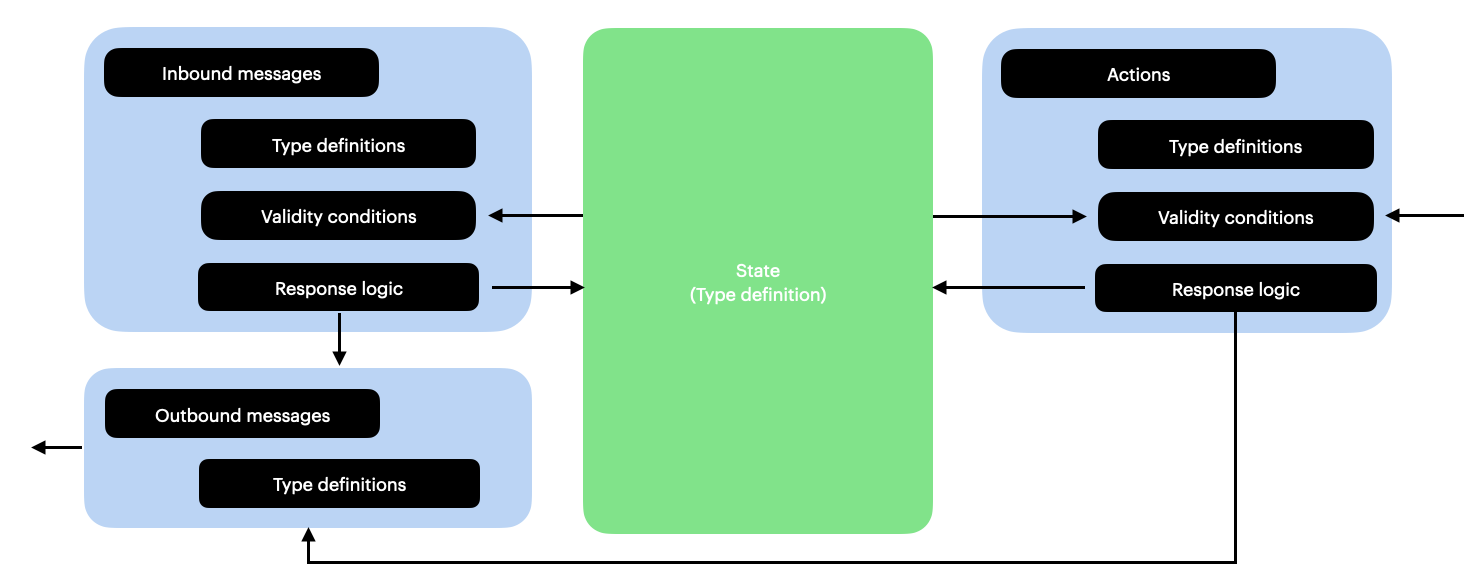 Inbound messages
Type definitions
Validity conditions
Response logic
Outbound messages
Type definitions
State
(Type definition)
Actions
Type definitions
Validity conditions
Response logic